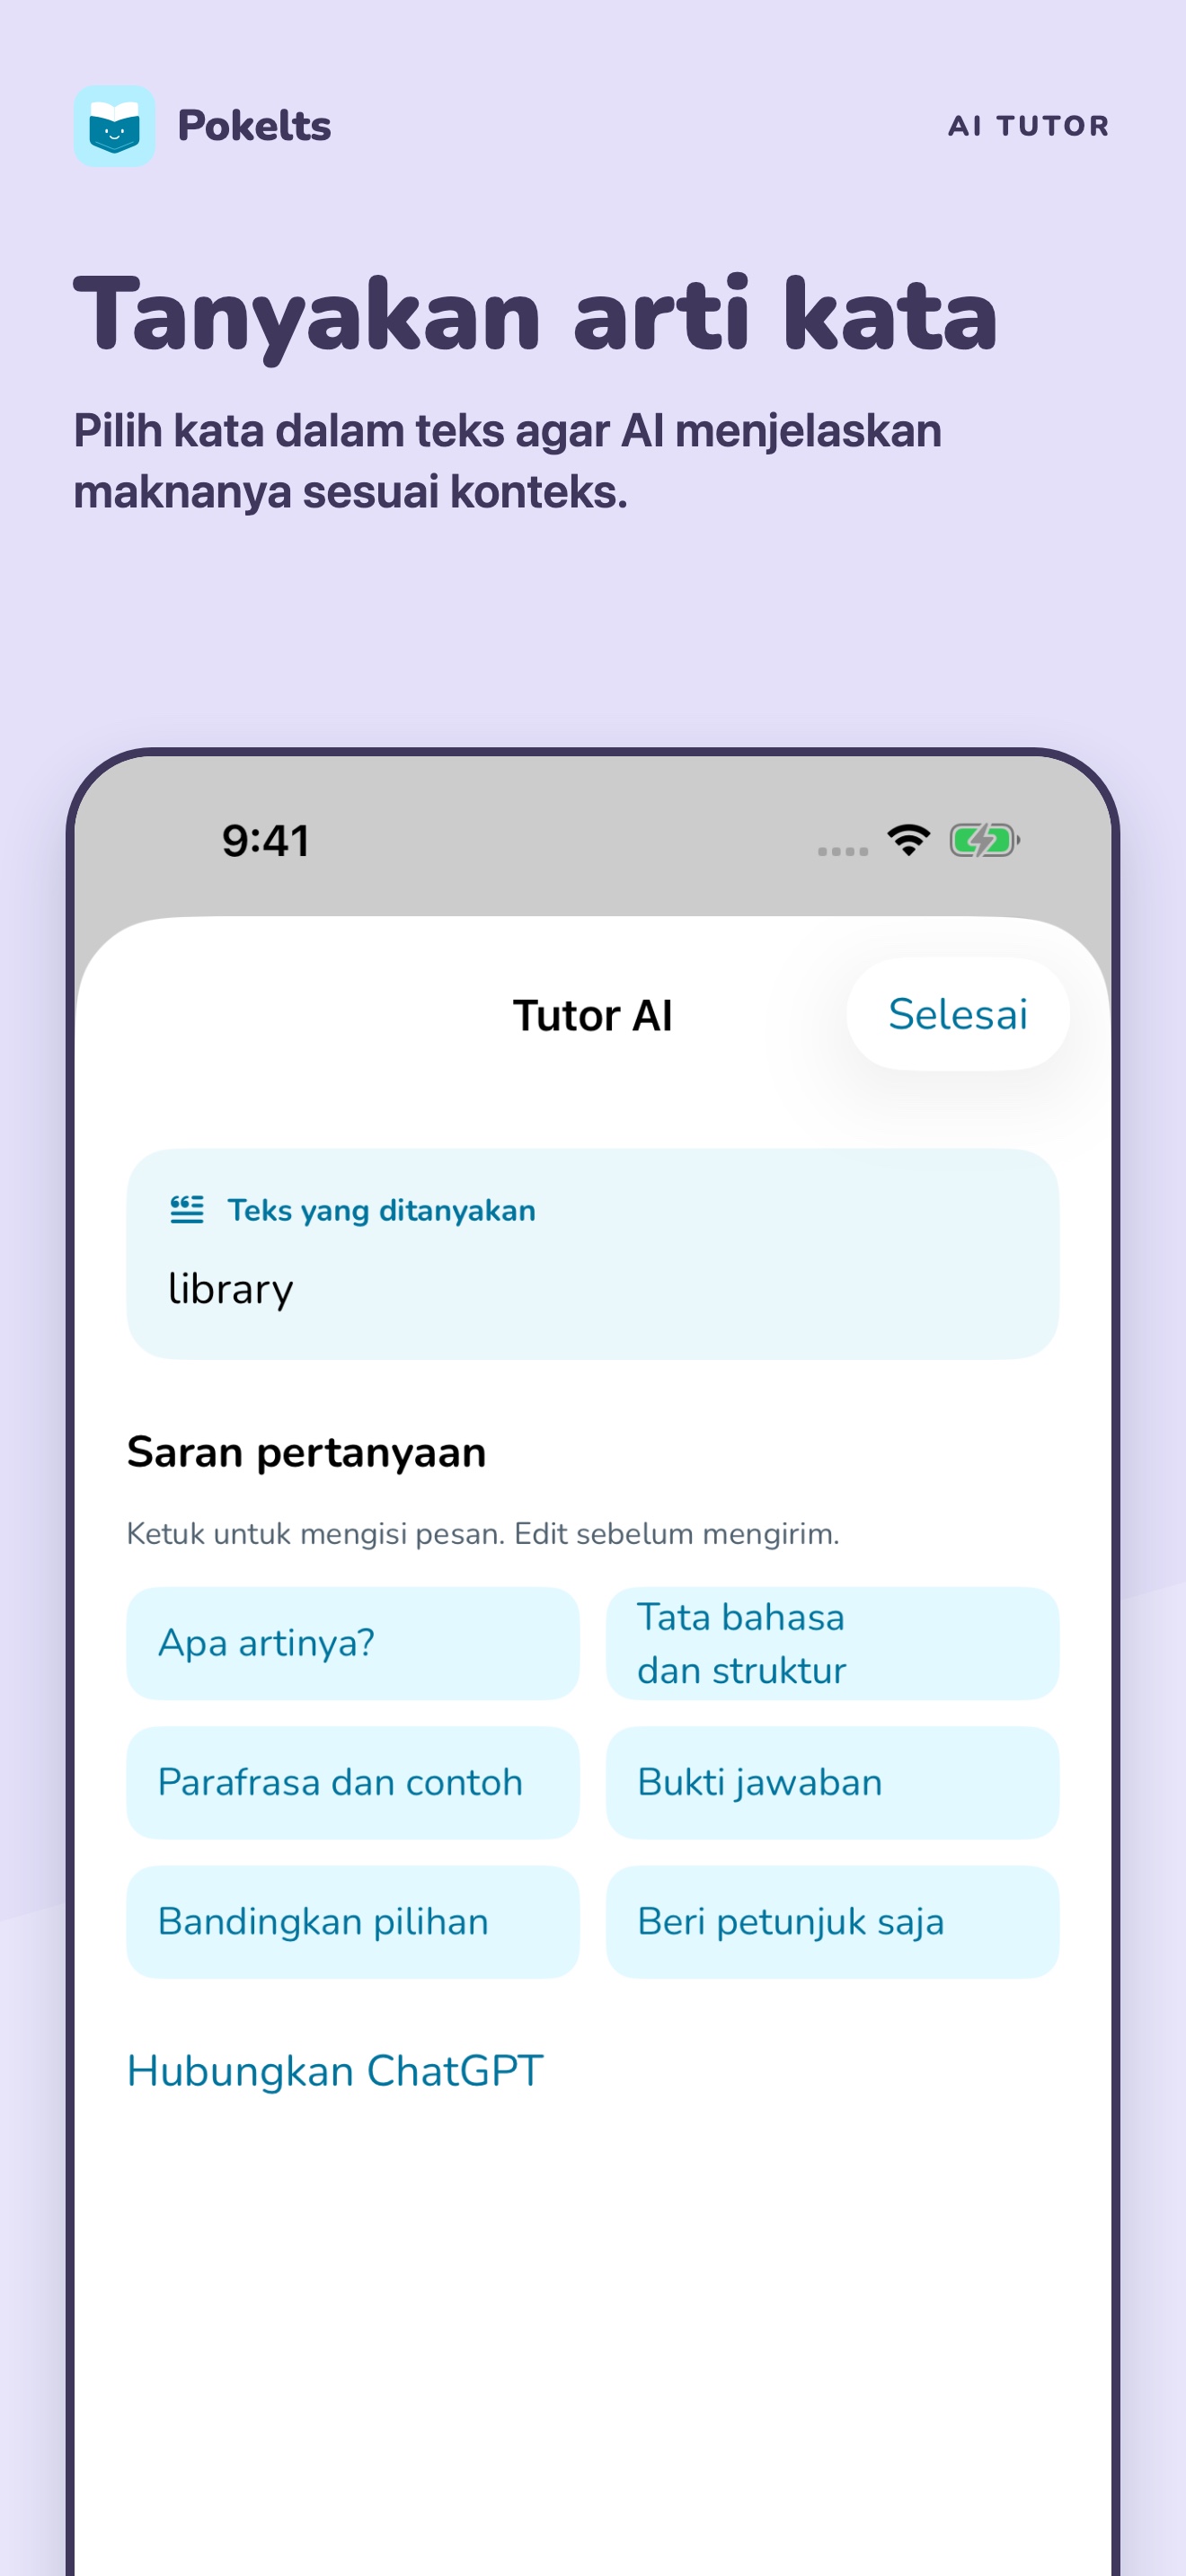 Pokelts
AI TUTOR
Tanyakan arti kata
Pilih kata dalam teks agar AI menjelaskan
maknanya sesuai konteks.
9:41
Tutor AI
Selesai
Teks yang ditanyakan
library
Saran pertanyaan
Ketuk untuk mengisi pesan. Edit sebelum mengirim.
Apa artinya?
Tata bahasa
dan struktur
Parafrasa dan contoh
Bukti jawaban
Bandingkan pilihan
Beri petunjuk saja
Hubungkan ChatGPT